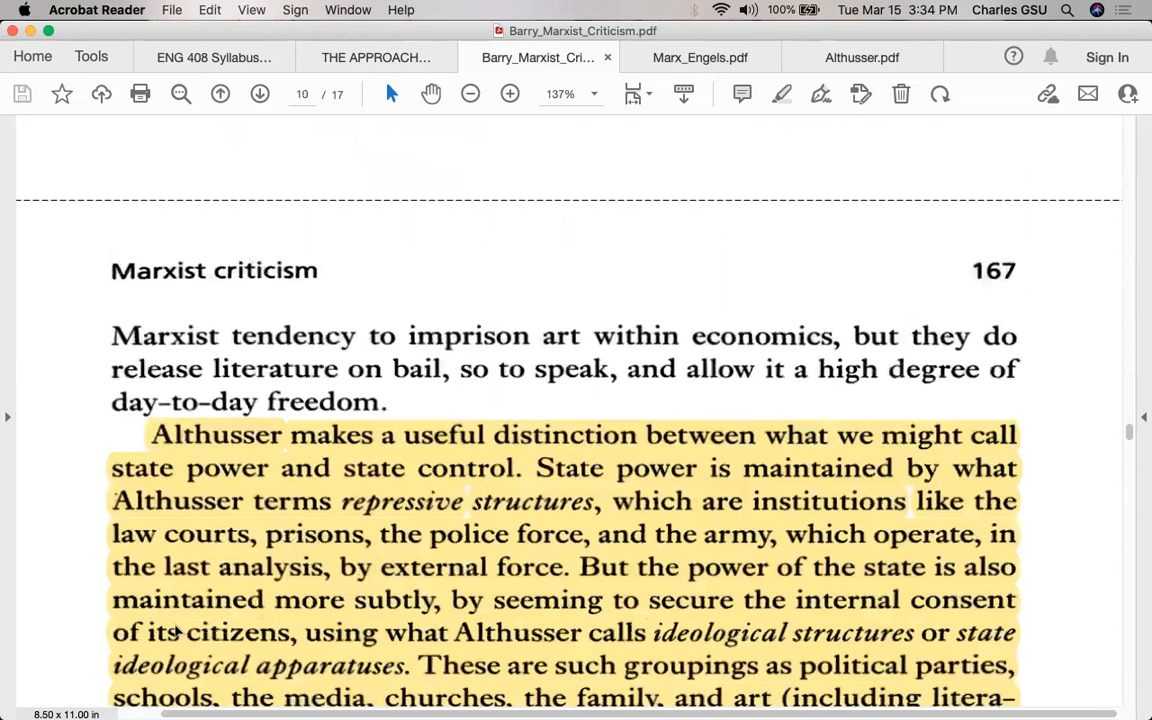 Acrobat Reader File Edit View Sign Window Help 100% Tue Mar 15 3:34 PM Charles GSU
Barry_Marxist_Criticism.pdf
Home Tools ENG 408 Syllabus... THE APPROACH... Barry_Marxist_Cri... × Marx_Engels.pdf Althusser.pdf Sign In
10 / 17 137%
Marxist criticism 167
Marxist tendency to imprison art within economics, but they do
release literature on bail, so to speak, and allow it a high degree of
day-to-day freedom.
Althusser makes a useful distinction between what we might call
state power and state control. State power is maintained by what
Althusser terms repressive structures, which are institutions like the
law courts, prisons, the police force, and the army, which operate, in
the last analysis, by external force. But the power of the state is also
maintained more subtly, by seeming to secure the internal consent
of its citizens, using what Althusser calls ideological structures or state
ideological apparatuses. These are such groupings as political parties,
schools, the media, churches, the family, and art (including litera-
8.50 x 11.00 in